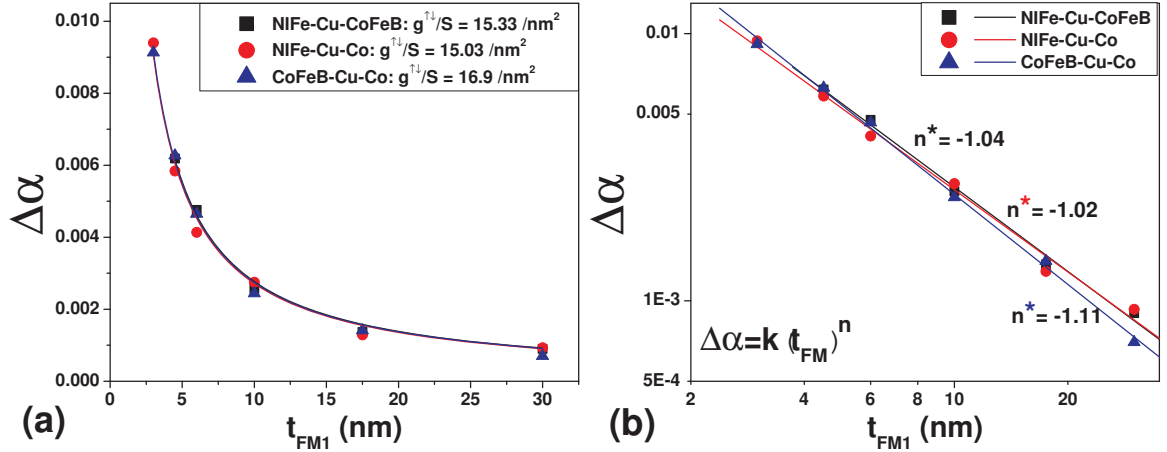 NIFe-Cu-CoFeB: g↑↓/S = 15.33 /nm2
NIFe-Cu-Co: g↑↓/S = 15.03 /nm2
CoFeB-Cu-Co: g↑↓/S = 16.9 /nm2
0.010
0.008
0.006
0.004
0.002
0.000
Δα
0 5 10 15 20 25 30
tFM1 (nm)
(a)
NIFe-Cu-CoFeB
NIFe-Cu-Co
CoFeB-Cu-Co
0.01
0.005
1E-3
5E-4
Δα
n*= -1.04
n*= -1.02
n*= -1.11
Δα=k (tFM)n
2 4 6 8 10 20
tFM1 (nm)
(b)